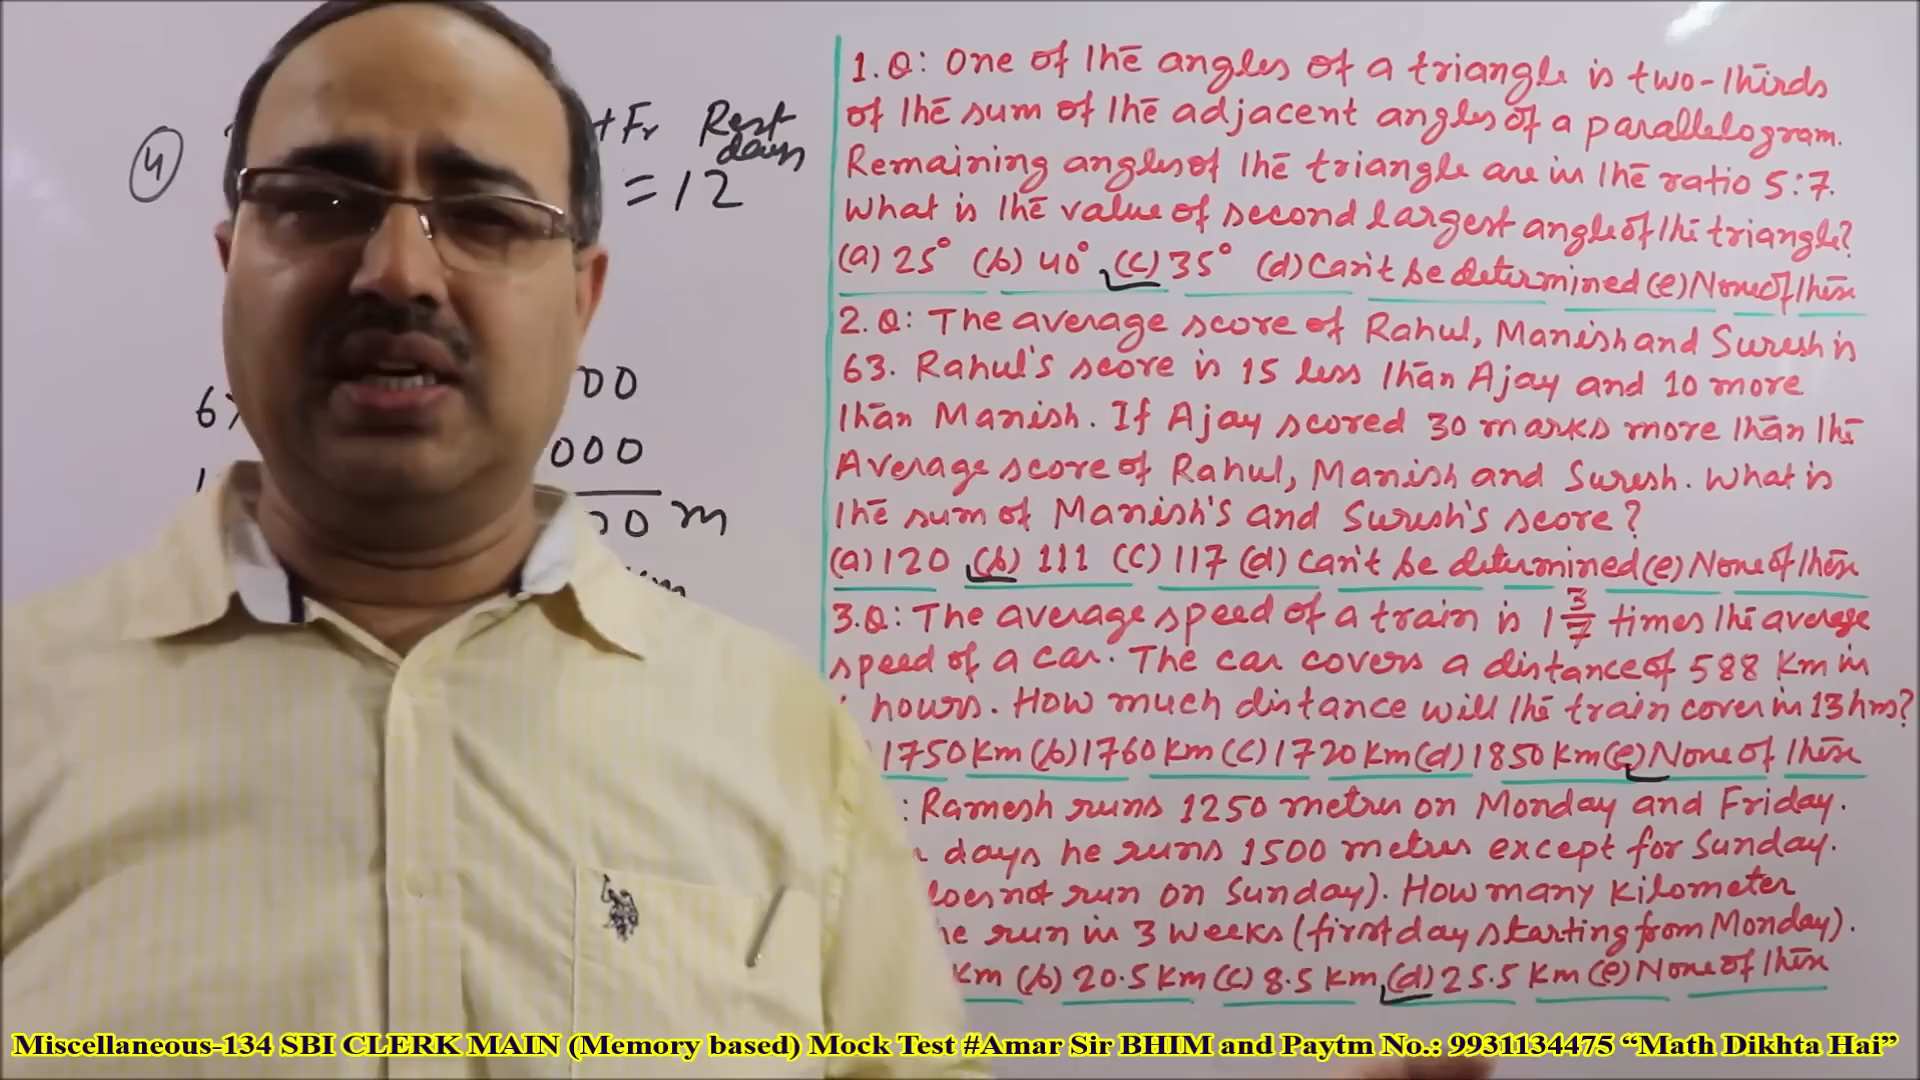 4
+ Fr Rest
days
= 12
6
00
000
00 m
1.Q: One of the angles of a triangle is two-thirds
of the sum of the adjacent angles of a parallelogram.
Remaining angles of the triangle are in the ratio 5:7.
What is the value of second largest angle of the triangle?
(a) 25° (b) 40° (c) 35° (d) Can't be determined (e) None of these
2.Q: The average score of Rahul, Manish and Suresh is
63. Rahul's score is 15 less than Ajay and 10 more
than Manish. If Ajay scored 30 marks more than the
Average score of Rahul, Manish and Suresh. What is
the sum of Manish's and Suresh's score?
(a) 120 (b) 111 (c) 117 (d) Can't be determined (e) None of these
3.Q: The average speed of a train is 1 3/7 times the average
speed of a car. The car covers a distance of 588 Km in
hours. How much distance will the train cover in 13 hrs?
1750 Km (b) 1760 Km (c) 1720 Km (d) 1850 Km (e) None of these
: Ramesh runs 1250 metres on Monday and Friday.
days he runs 1500 metres except for Sunday.
not run on Sunday). How many kilometer
he run in 3 weeks (first day starting from Monday).
Km (b) 20.5 Km (c) 8.5 Km (d) 25.5 Km (e) None of these
Miscellaneous-134 SBI CLERK MAIN (Memory based) Mock Test #Amar Sir BHIM and Paytm No.: 9931134475 “Math Dikhta Hai”